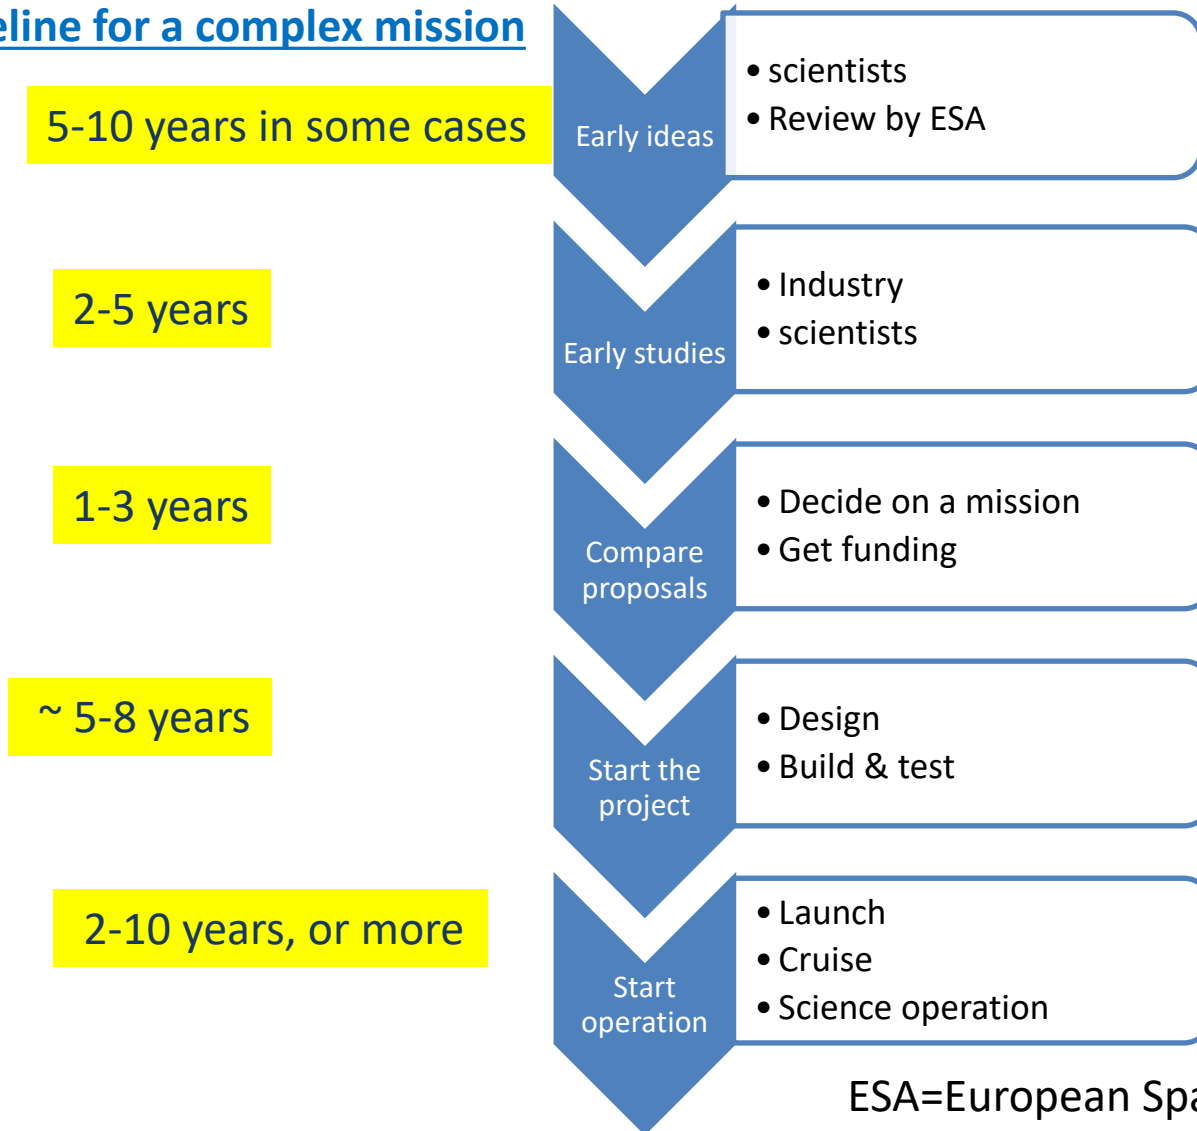 eline for a complex mission
5-10 years in some cases
Early ideas
• scientists
• Review by ESA
2-5 years
Early studies
• Industry
• scientists
1-3 years
Compare
proposals
• Decide on a mission
• Get funding
~ 5-8 years
Start the
project
• Design
• Build & test
2-10 years, or more
Start
operation
• Launch
• Cruise
• Science operation
ESA=European Spa